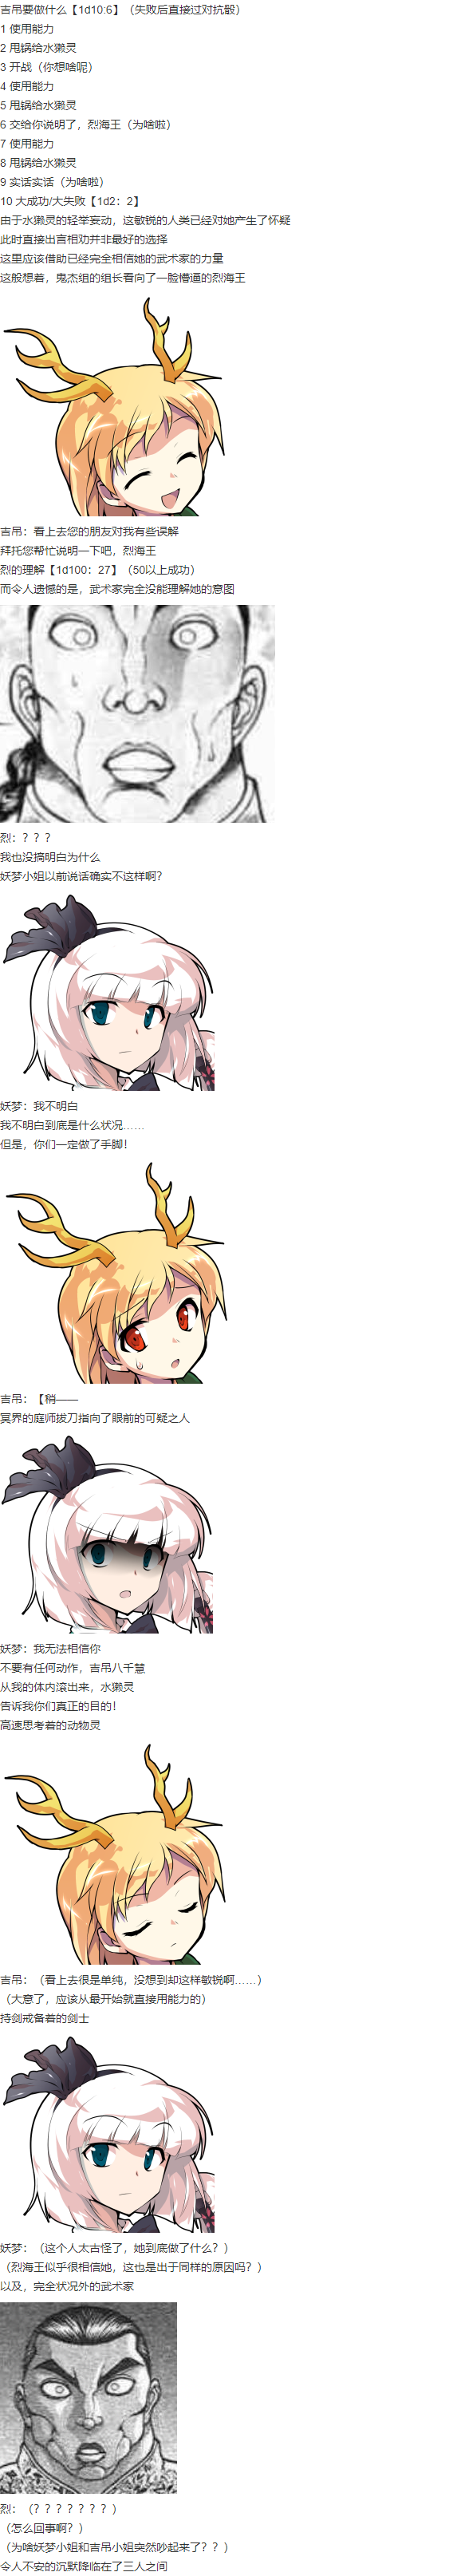 吉吊要做什么【1d10:6】（失败后直接过对抗骰）
1 使用能力
2 甩锅给水獭灵
3 开战（你想啥呢）
4 使用能力
5 甩锅给水獭灵
6 交给你说明了，烈海王（为啥啦）
7 使用能力
8 甩锅给水獭灵
9 实话实话（为啥啦）
10 大成功/大失败【1d2：2】
由于水獭灵的轻举妄动，这敏锐的人类已经对她产生了怀疑
此时直接出言相劝并非最好的选择
这里应该借助已经完全相信她的武术家的力量
这般想着，鬼杰组的组长看向了一脸懵逼的烈海王
吉吊：看上去您的朋友对我有些误解
拜托您帮忙说明一下吧，烈海王
烈的理解【1d100：27】（50以上成功）
而令人遗憾的是，武术家完全没能理解她的意图
烈：？？？
我也没搞明白为什么
妖梦小姐以前说话确实不这样啊？
妖梦：我不明白
我不明白到底是什么状况……
但是，你们一定做了手脚！
吉吊：【稍——
冥界的庭师拔刀指向了眼前的可疑之人
妖梦：我无法相信你
不要有任何动作，吉吊八千慧
从我的体内滚出来，水獭灵
告诉我你们真正的目的！
高速思考着的动物灵
吉吊：（看上去很是单纯，没想到却这样敏锐啊……）
（大意了，应该从最开始就直接用能力的）
持剑戒备着的剑士
妖梦：（这个人太古怪了，她到底做了什么？）
（烈海王似乎很相信她，这也是出于同样的原因吗？）
以及，完全状况外的武术家
烈：（？？？？？？？）
（怎么回事啊？）
（为啥妖梦小姐和吉吊小姐突然吵起来了？？）
令人不安的沉默降临在了三人之间